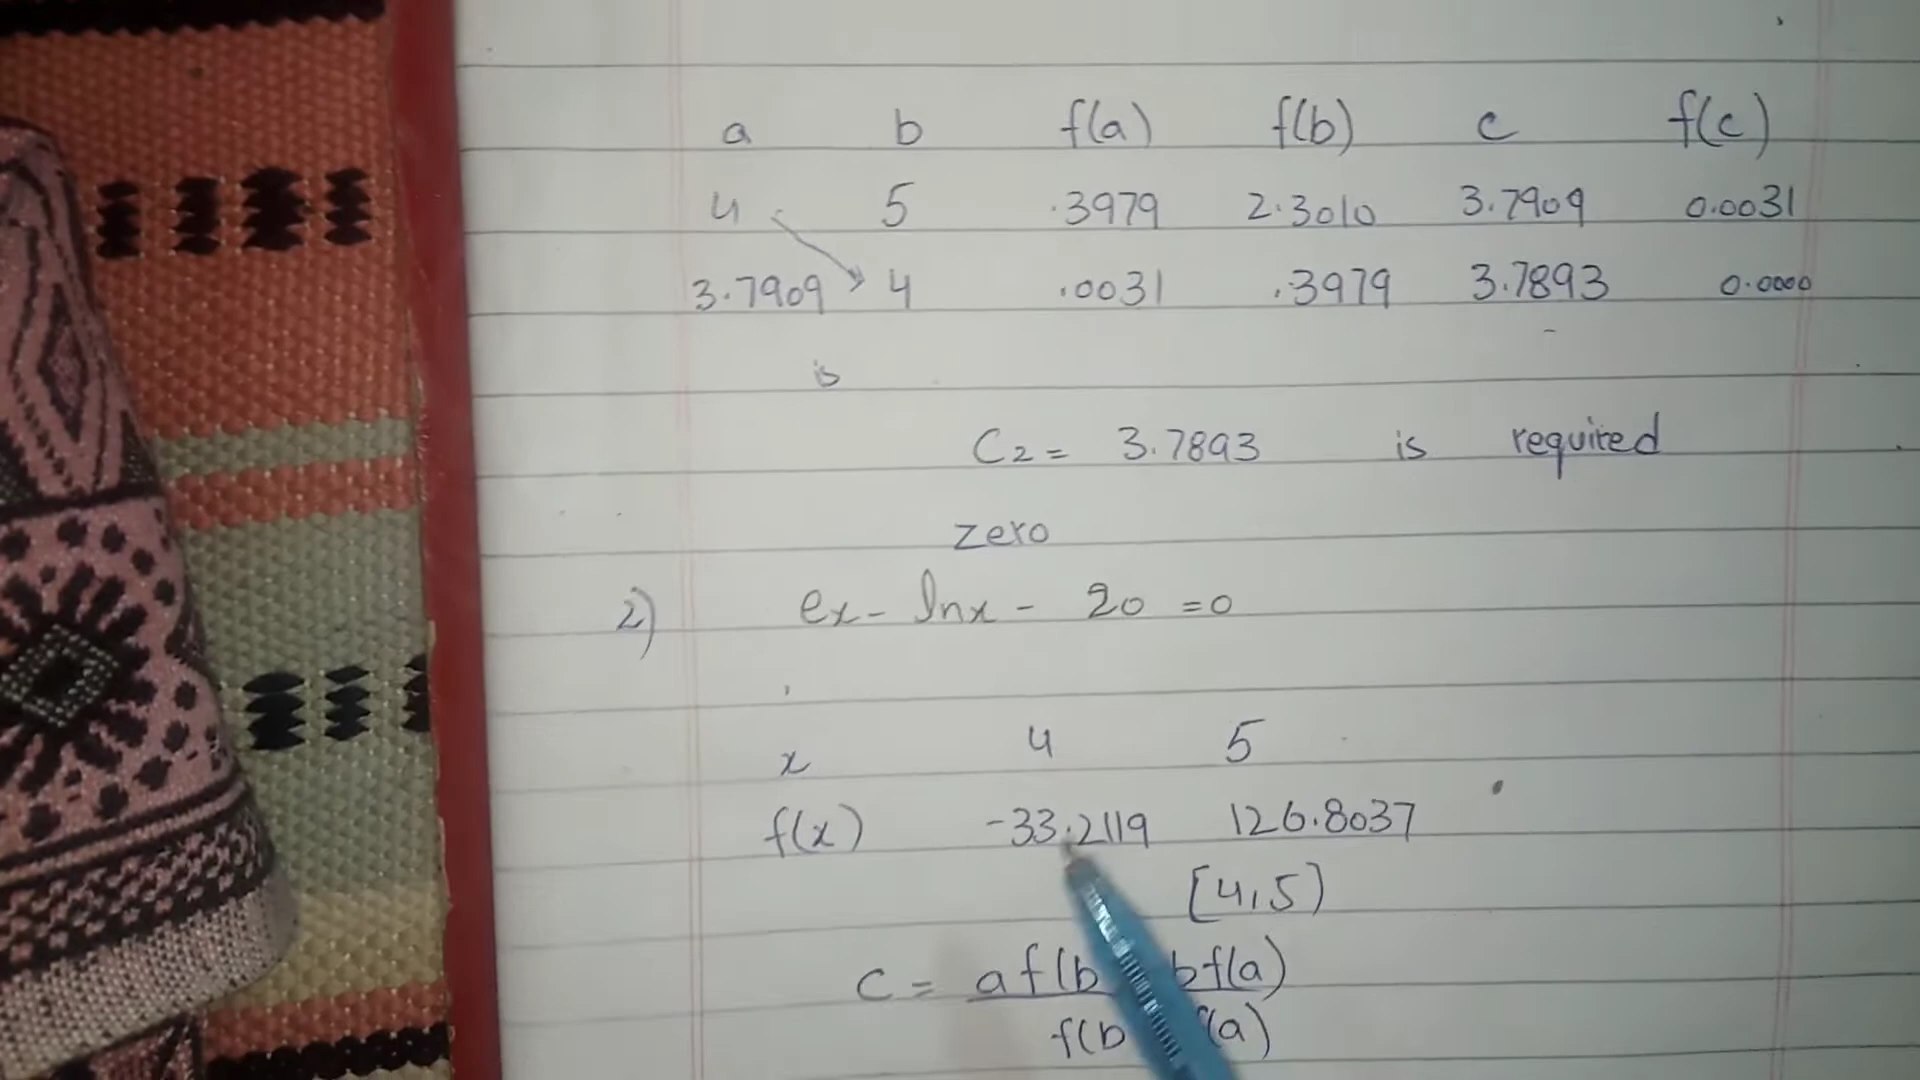 a b f(a) f(b) c f(c)
4 5 .3979 2.3010 3.7909 0.0031
3.7909 4 .0031 .3979 3.7893 0.0000
is
C2 = 3.7893 is required
zero
2) ex - lnx - 20 = 0
x 4 5
f(x) -33.2119 126.8037
[4,5)
c = af(b bf(a)
f(b (a)